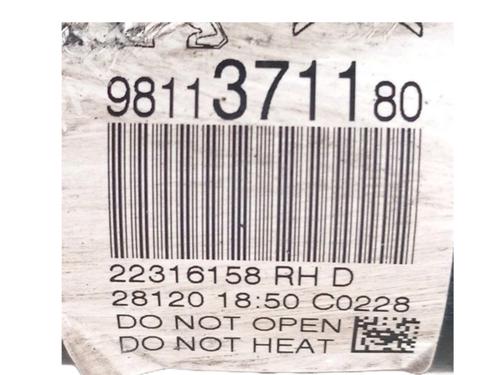 9811371180
22316158 RH D
28120 18:50 C0228
DO NOT OPEN
DO NOT HEAT